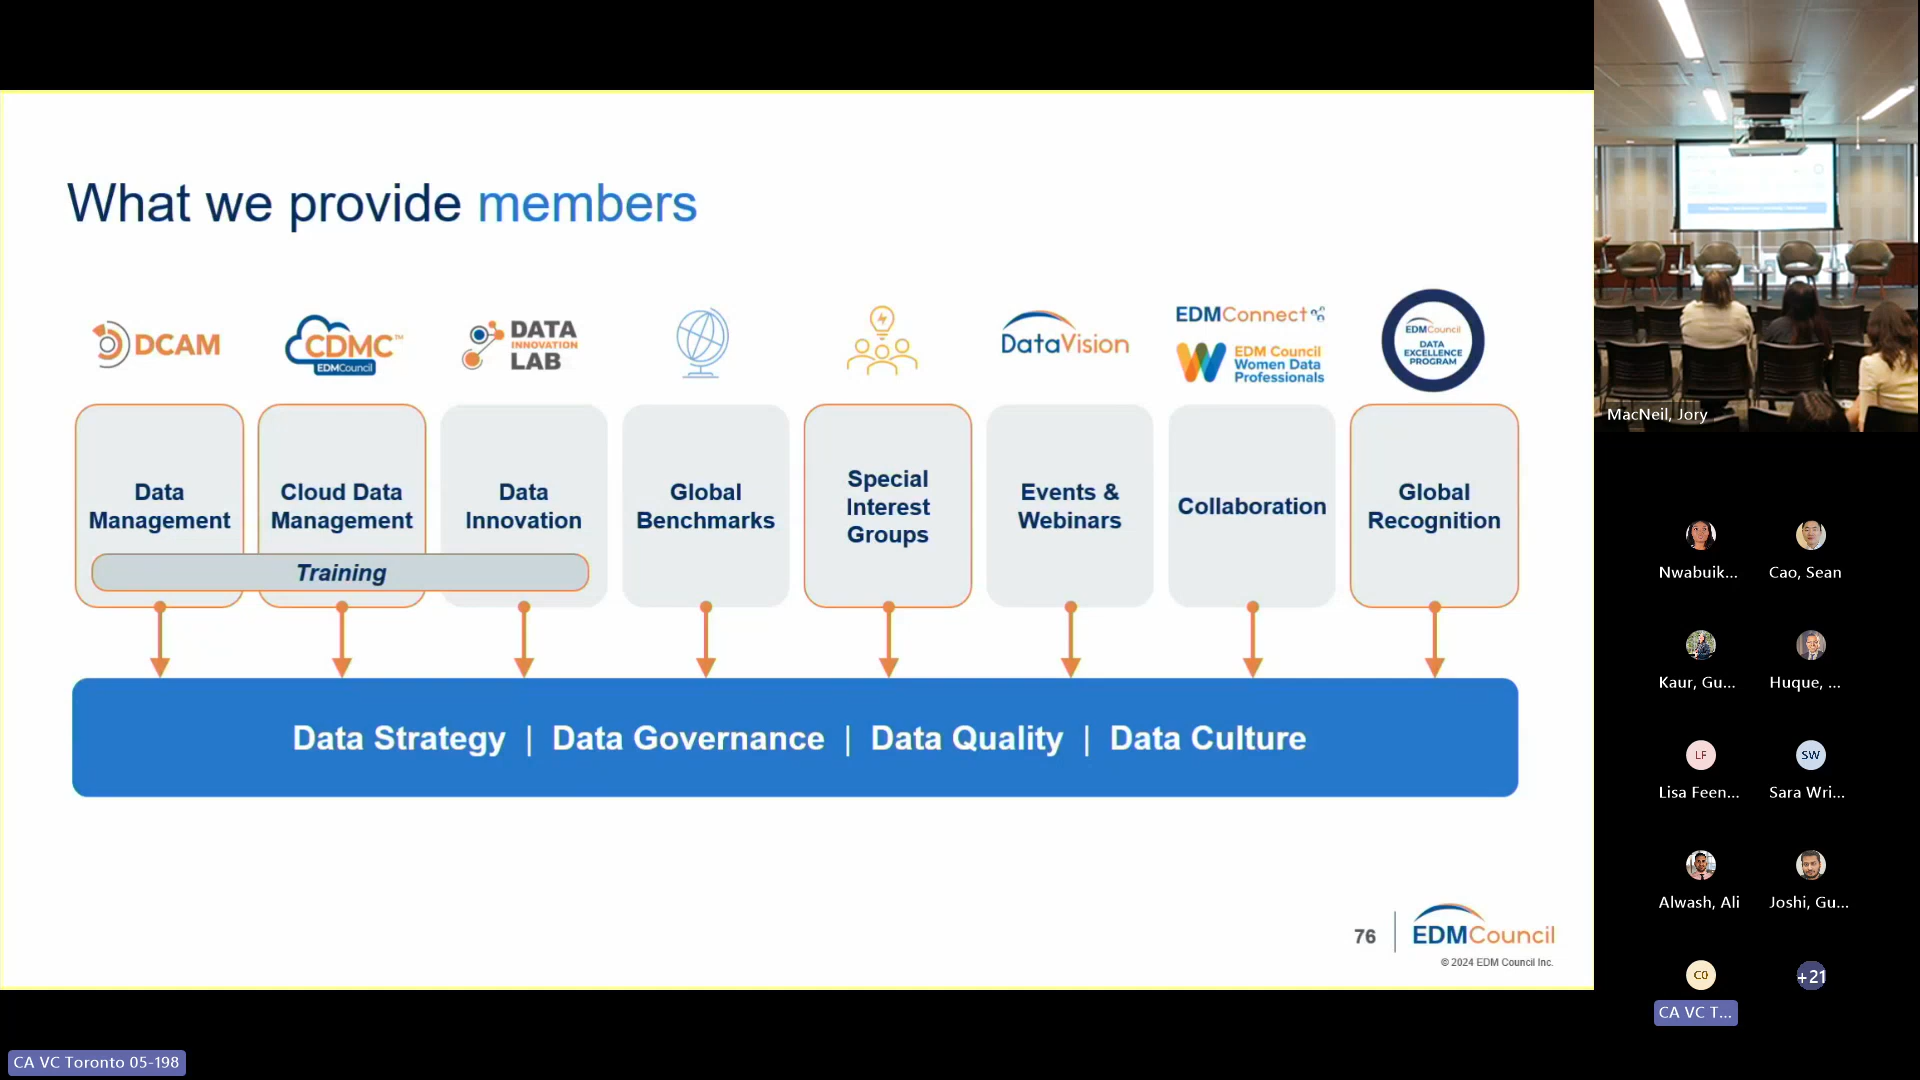 What we provide members
DCAM
CDMC™
EDMCouncil
DATA
INNOVATION
LAB
DataVision
EDMConnect
EDM Council
Women Data
Professionals
EDMCouncil
DATA
EXCELLENCE
PROGRAM
Data
Management
Cloud Data
Management
Data
Innovation
Training
Global
Benchmarks
Special
Interest
Groups
Events &
Webinars
Collaboration
Global
Recognition
Data Strategy | Data Governance | Data Quality | Data Culture
76
EDMCouncil
© 2024 EDM Council Inc.
CA VC Toronto 05-198
MacNeil, Jory
Nwabuik...
Cao, Sean
Kaur, Gu...
Huque, ...
LF
Lisa Feen...
SW
Sara Wri...
Alwash, Ali
Joshi, Gu...
C0
CA VC T...
+21